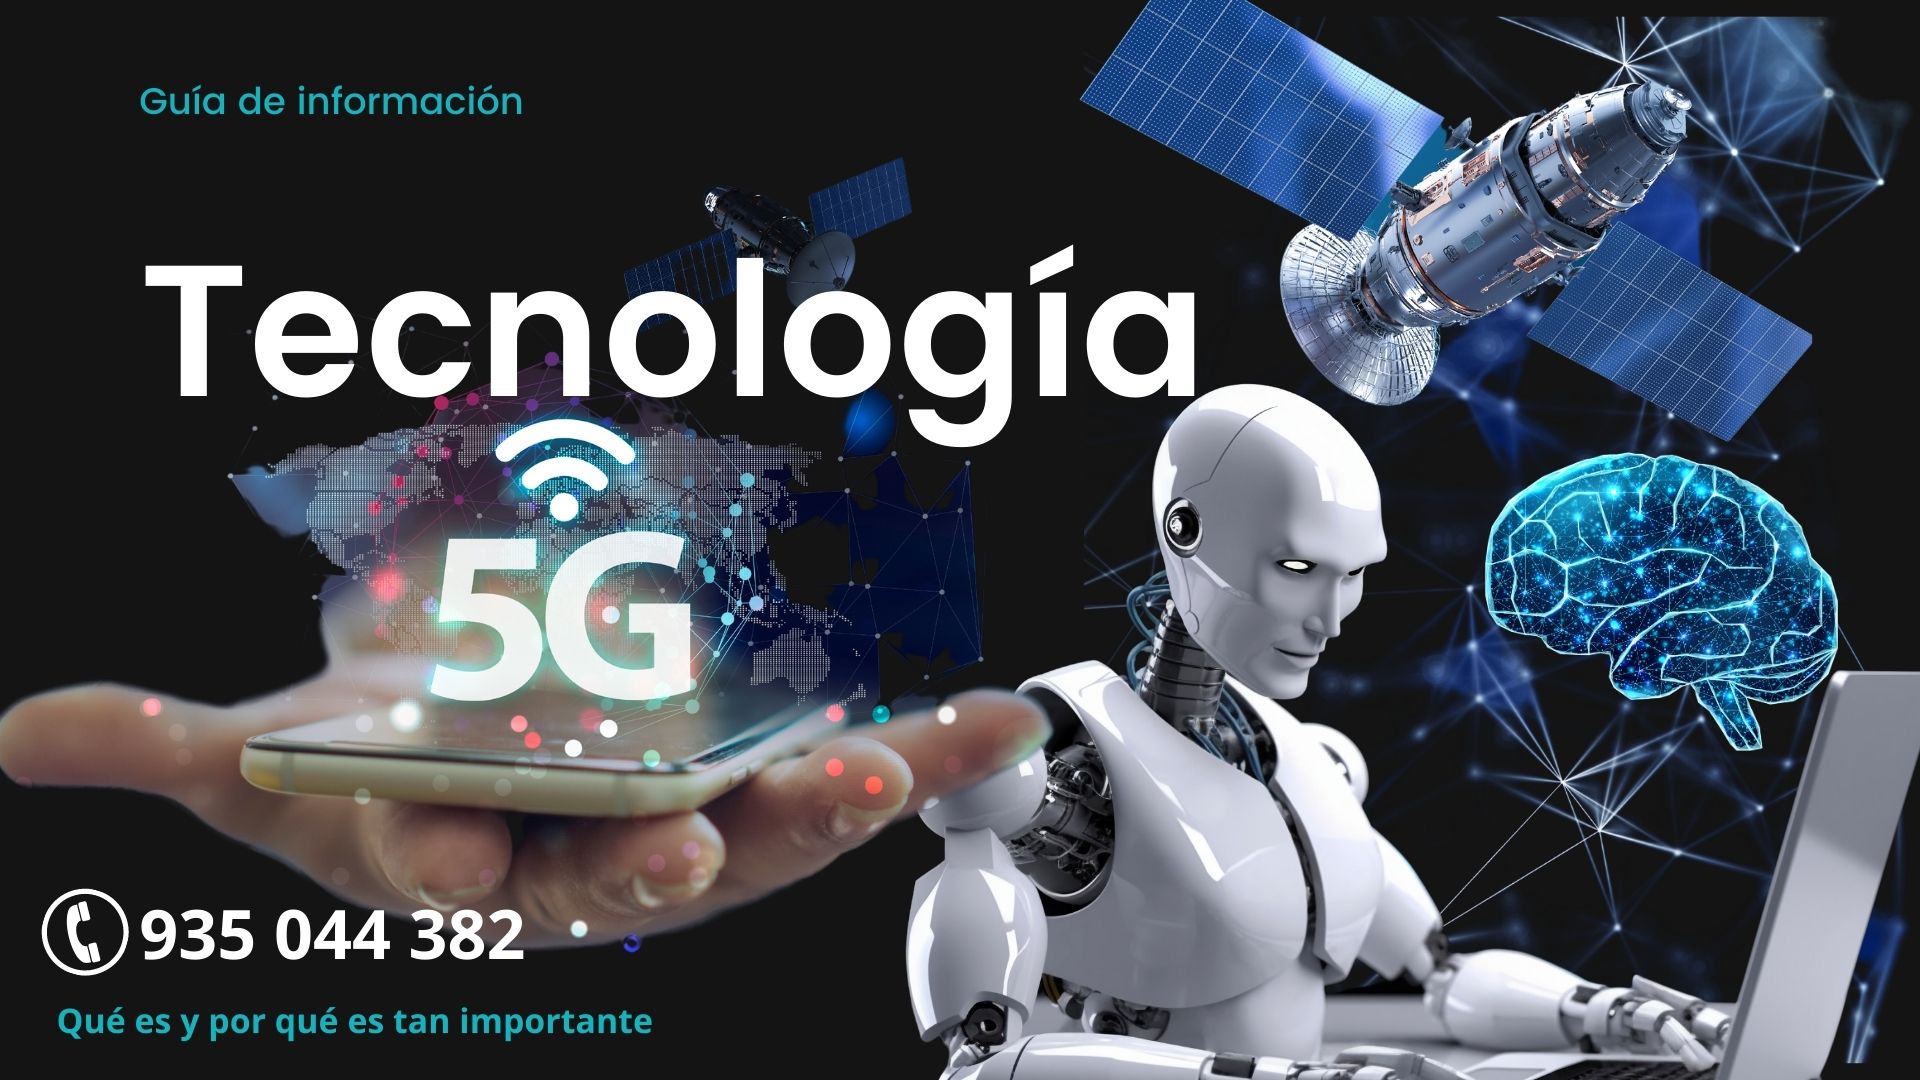 Guía de información
Tecnología
5G
935 044 382
Qué es y por qué es tan importante